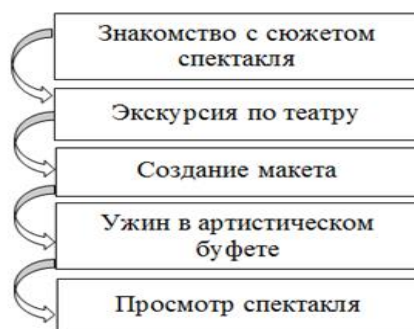 Знакомство с сюжетом
спектакля
Экскурсия по театру
Создание макета
Ужин в артистическом
буфете
Просмотр спектакля